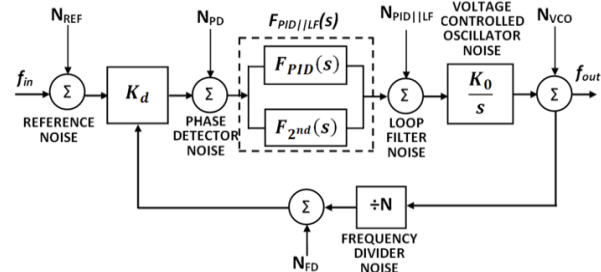 N_REF
N_PD
F_PID||LF(s)
N_PID||LF
VOLTAGE
CONTROLLED
OSCILLATOR
NOISE
N_VCO
f_in
Σ
K_d
Σ
F_PID(s)
F_2nd(s)
Σ
K_0
s
Σ
f_out
REFERENCE
NOISE
PHASE
DETECTOR
NOISE
LOOP
FILTER
NOISE
Σ
÷N
N_FD
FREQUENCY
DIVIDER
NOISE